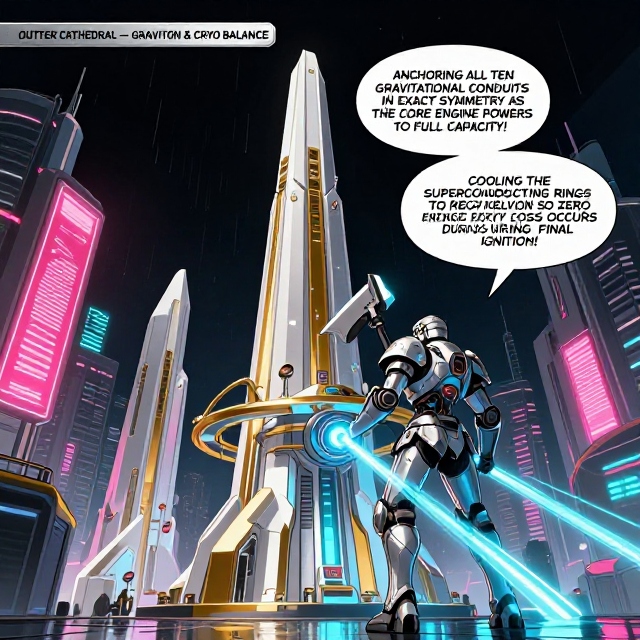 OUTTER CATHEDRAL — GRAVITON & CRYO BALANCE
ANCHORING ALL TEN
GRAVITATIONAL CONDUITS
IN EXACT SYMMETRY AS
THE CORE ENGINE POWERS
TO FULL CAPACITY!
COOLING THE
SUPERCONDUCTING RINGS
TO SO ZERO
OCCURS
FINAL
IGNITION!